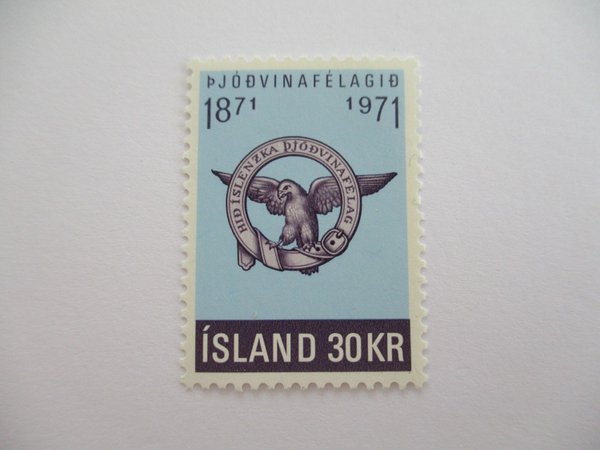 ÞJÓÐVINAFÉLAGIÐ
1871 1971
HIÐ ÍSLENZKA ÞJÓÐVINAFÉLAG
ÍSLAND 30KR